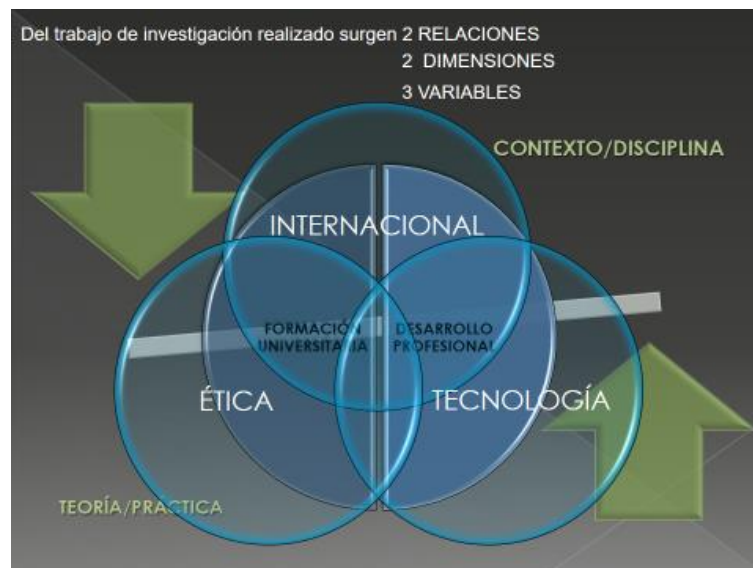 Del trabajo de investigación realizado surgen 2 RELACIONES
2 DIMENSIONES
3 VARIABLES
CONTEXTO/DISCIPLINA
INTERNACIONAL
FORMACIÓN
UNIVERSITARIA
DESARROLLO
PROFESIONAL
ÉTICA
TECNOLOGÍA
TEORÍA/PRÁCTICA